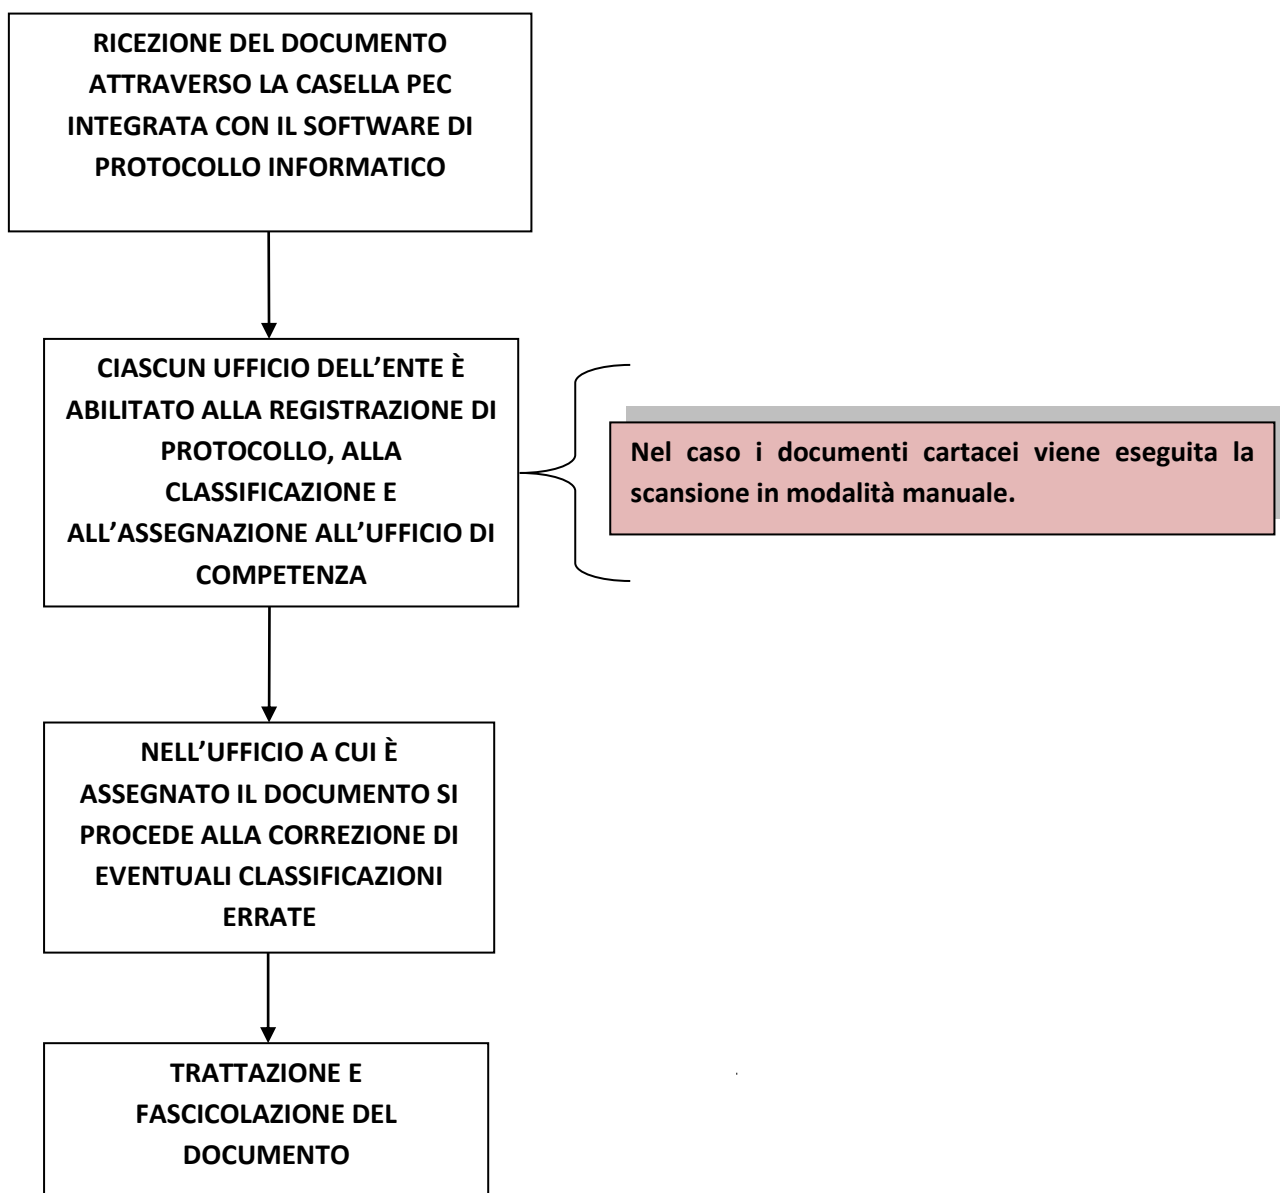 RICEZIONE DEL DOCUMENTO
ATTRAVERSO LA CASELLA PEC
INTEGRATA CON IL SOFTWARE DI
PROTOCOLLO INFORMATICO
CIASCUN UFFICIO DELL’ENTE È
ABILITATO ALLA REGISTRAZIONE DI
PROTOCOLLO, ALLA
CLASSIFICAZIONE E
ALL’ASSEGNAZIONE ALL’UFFICIO DI
COMPETENZA
Nel caso i documenti cartacei viene eseguita la
scansione in modalità manuale.
NELL’UFFICIO A CUI È
ASSEGNATO IL DOCUMENTO SI
PROCEDE ALLA CORREZIONE DI
EVENTUALI CLASSIFICAZIONI
ERRATE
TRATTAZIONE E
FASCICOLAZIONE DEL
DOCUMENTO